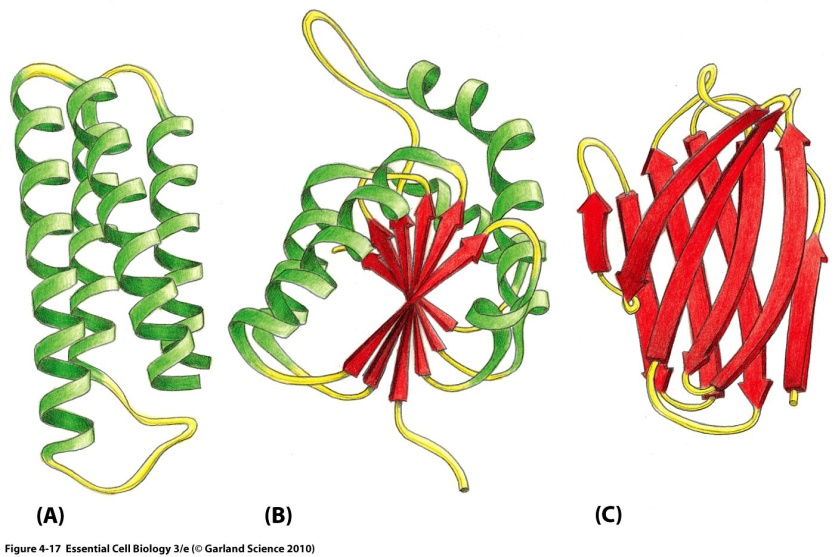 (A)
(B)
(C)
Figure 4-17 Essential Cell Biology 3/e (© Garland Science 2010)